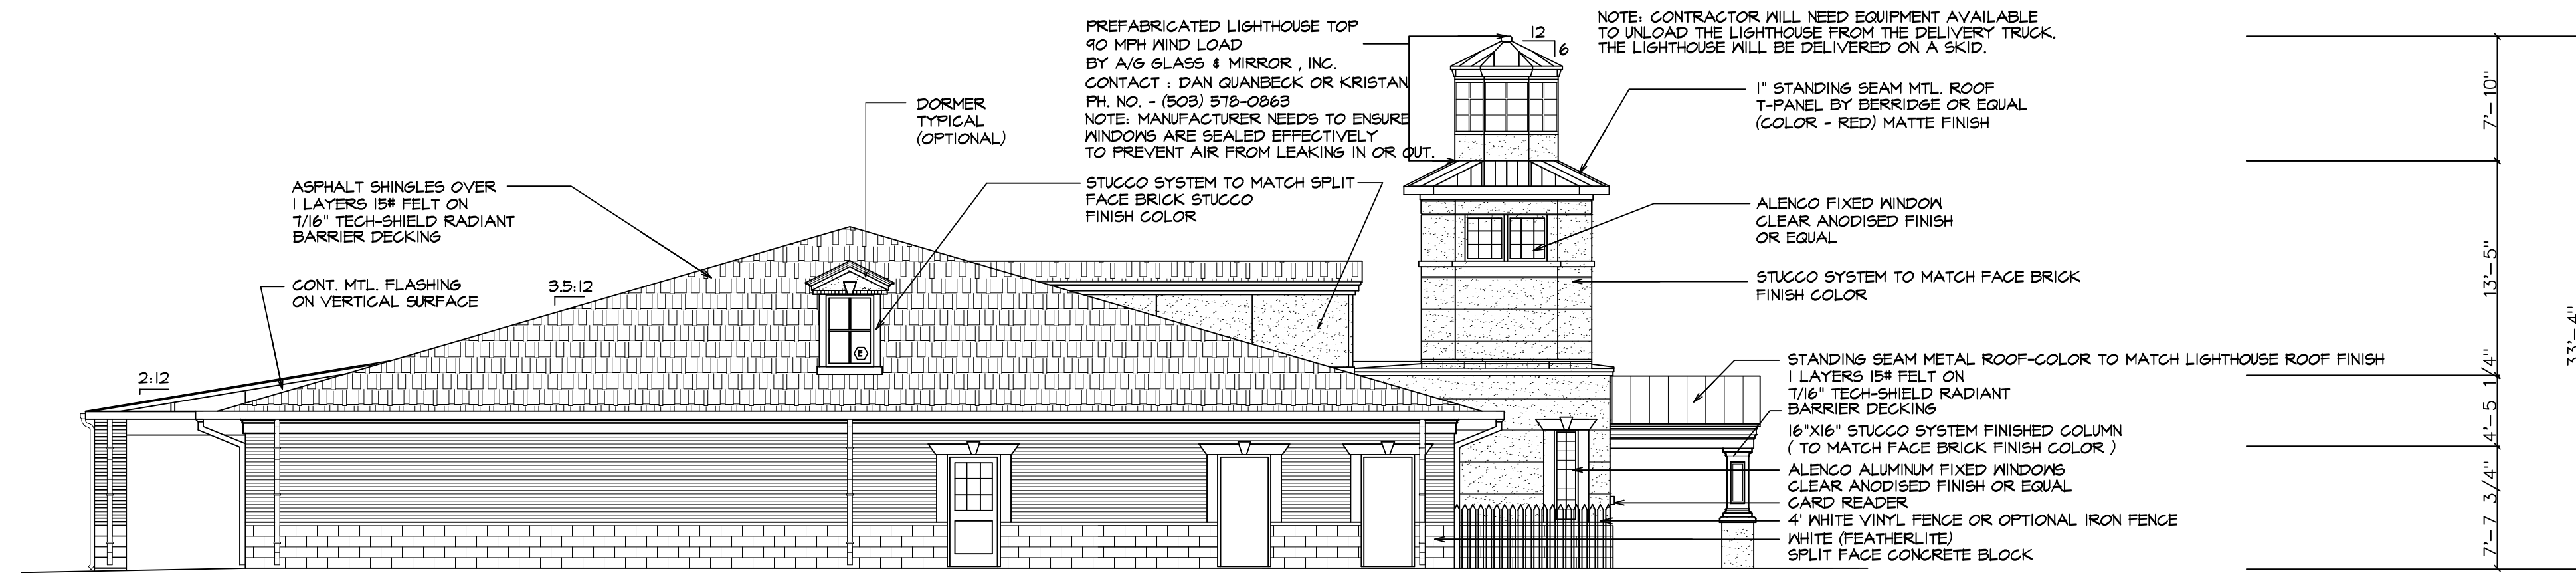 PREFABRICATED LIGHTHOUSE TOP
90 MPH WIND LOAD
BY A/G GLASS & MIRROR , INC.
CONTACT : DAN QUANBECK OR KRISTAN
PH. NO. - (503) 578-0863
NOTE: MANUFACTURER NEEDS TO ENSURE
WINDOWS ARE SEALED EFFECTIVELY
TO PREVENT AIR FROM LEAKING IN OR OUT.
12
6
NOTE: CONTRACTOR WILL NEED EQUIPMENT AVAILABLE
TO UNLOAD THE LIGHTHOUSE FROM THE DELIVERY TRUCK.
THE LIGHTHOUSE WILL BE DELIVERED ON A SKID.
1" STANDING SEAM MTL. ROOF
T-PANEL BY BERRIDGE OR EQUAL
(COLOR - RED) MATTE FINISH
DORMER
TYPICAL
(OPTIONAL)
ASPHALT SHINGLES OVER
1 LAYERS 15# FELT ON
7/16" TECH-SHIELD RADIANT
BARRIER DECKING
STUCCO SYSTEM TO MATCH SPLIT
FACE BRICK STUCCO
FINISH COLOR
ALENCO FIXED WINDOW
CLEAR ANODISED FINISH
OR EQUAL
CONT. MTL. FLASHING
ON VERTICAL SURFACE
3.5:12
STUCCO SYSTEM TO MATCH FACE BRICK
FINISH COLOR
E
2:12
STANDING SEAM METAL ROOF-COLOR TO MATCH LIGHTHOUSE ROOF FINISH
1 LAYERS 15# FELT ON
7/16" TECH-SHIELD RADIANT
BARRIER DECKING
16"X16" STUCCO SYSTEM FINISHED COLUMN
( TO MATCH FACE BRICK FINISH COLOR )
ALENCO ALUMINUM FIXED WINDOWS
CLEAR ANODISED FINISH OR EQUAL
CARD READER
4' WHITE VINYL FENCE OR OPTIONAL IRON FENCE
WHITE (FEATHERLITE)
SPLIT FACE CONCRETE BLOCK
7'-10"
13'-5"
4'-5 1/4"
7'-7 3/4"
33'-4"